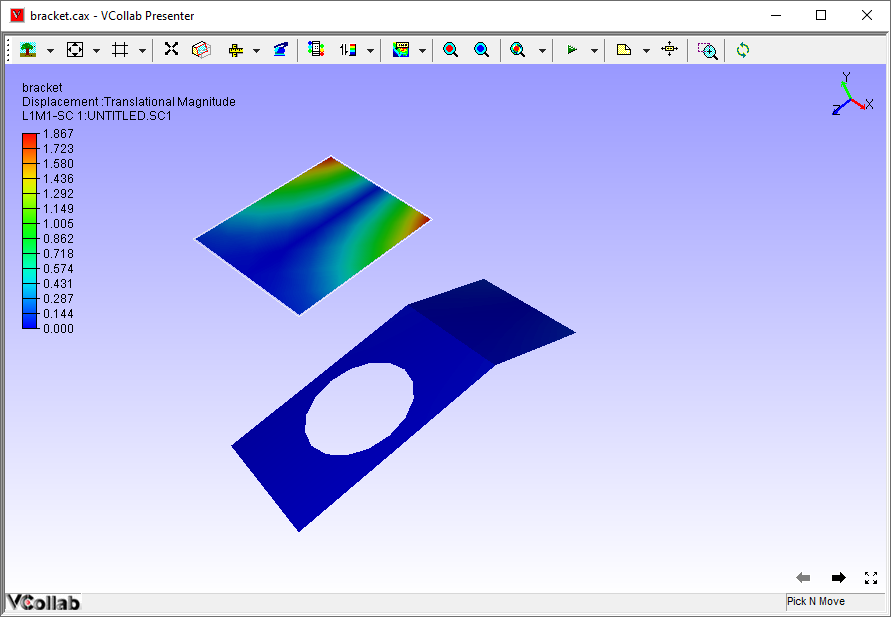 bracket.cax - VCollab Presenter
bracket
Displacement :Translational Magnitude
L1M1-SC 1:UNTITLED.SC1
1.867
1.723
1.580
1.436
1.292
1.149
1.005
0.862
0.718
0.574
0.431
0.287
0.144
0.000
Y
X
Z
VCollab
Pick N Move